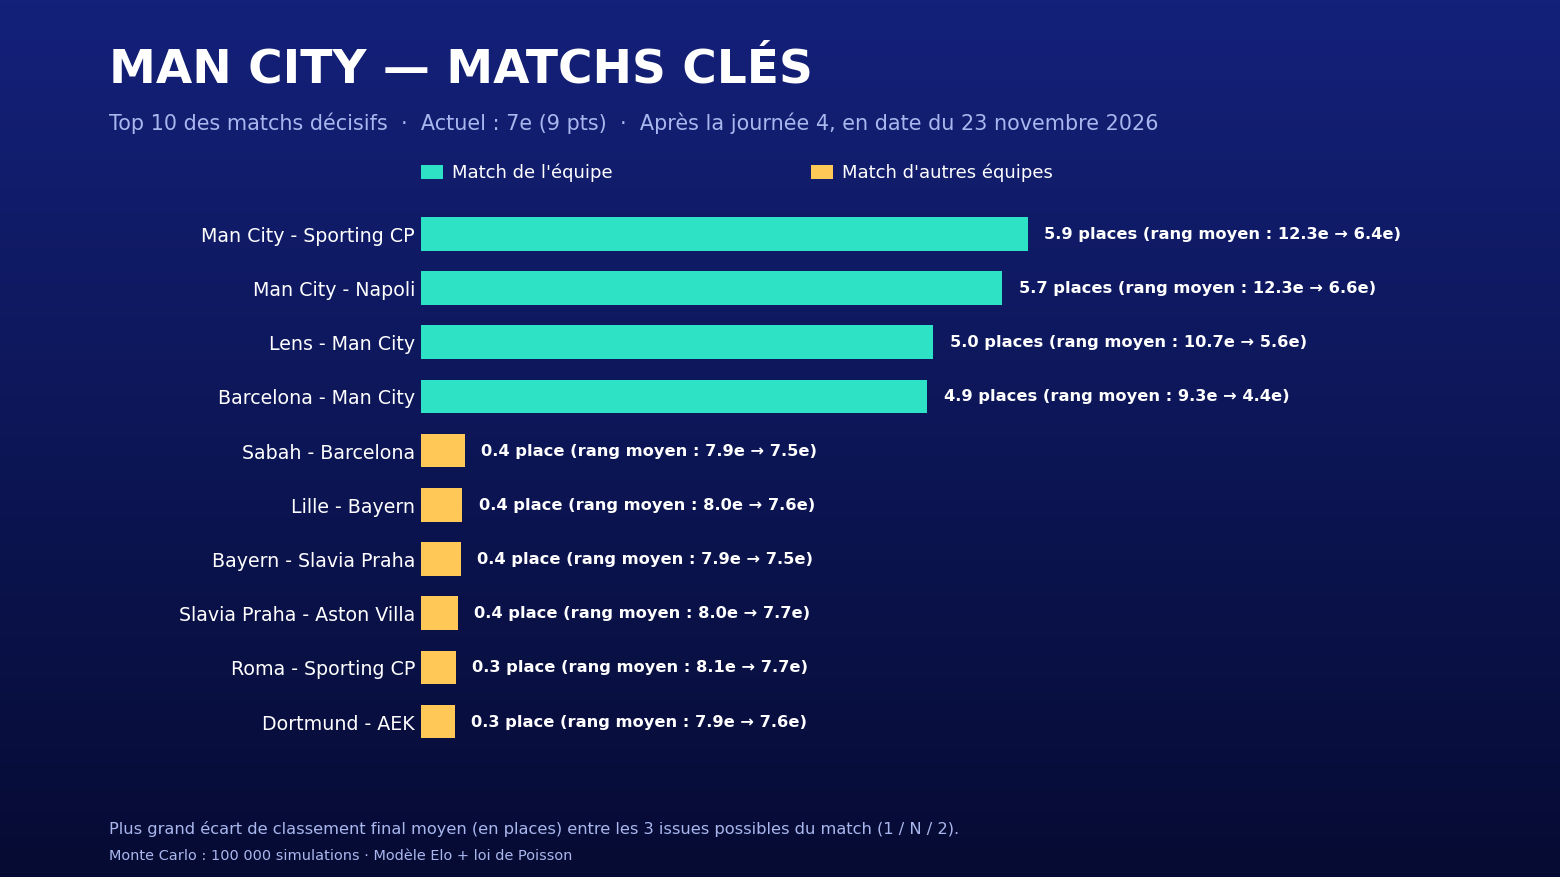 MAN CITY — MATCHS CLÉS
Top 10 des matchs décisifs · Actuel : 7e (9 pts) · Après la journée 4, en date du 23 novembre 2026
Match de l'équipe
Match d'autres équipes
Man City - Sporting CP 5.9 places (rang moyen : 12.3e → 6.4e)
Man City - Napoli 5.7 places (rang moyen : 12.3e → 6.6e)
Lens - Man City 5.0 places (rang moyen : 10.7e → 5.6e)
Barcelona - Man City 4.9 places (rang moyen : 9.3e → 4.4e)
Sabah - Barcelona 0.4 place (rang moyen : 7.9e → 7.5e)
Lille - Bayern 0.4 place (rang moyen : 8.0e → 7.6e)
Bayern - Slavia Praha 0.4 place (rang moyen : 7.9e → 7.5e)
Slavia Praha - Aston Villa 0.4 place (rang moyen : 8.0e → 7.7e)
Roma - Sporting CP 0.3 place (rang moyen : 8.1e → 7.7e)
Dortmund - AEK 0.3 place (rang moyen : 7.9e → 7.6e)
Plus grand écart de classement final moyen (en places) entre les 3 issues possibles du match (1 / N / 2).
Monte Carlo : 100 000 simulations · Modèle Elo + loi de Poisson